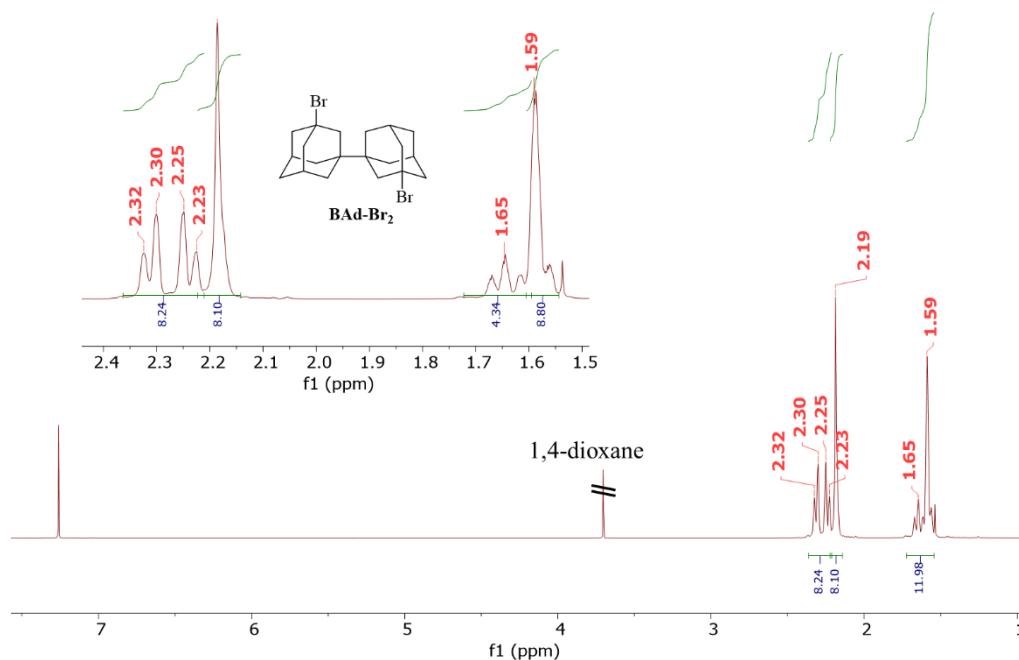 Br
Br
BAd-Br₂
2.32
2.30
2.25
2.23
1.65
1.59
8.24
8.10
4.34
8.80
2.4 2.3 2.2 2.1 2.0 1.9 1.8 1.7 1.6 1.5
f1 (ppm)
1,4-dioxane
2.32
2.30
2.25
2.23
2.19
1.65
1.59
8.24
8.10
11.98
7 6 5 4 3 2 1
f1 (ppm)